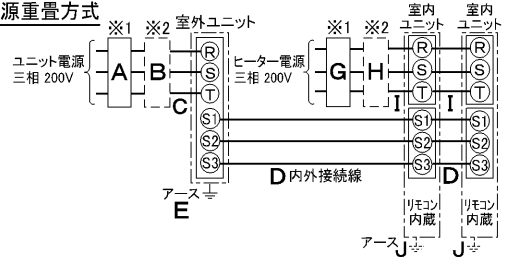 源重畳方式
※1
※2
室外ユニット
※1
※2
室内
ユニット
室内
ユニット
ユニット電源
三相 200V
A
B
C
R
S
T
S1
S2
S3
ヒーター電源
三相 200V
G
H
I
R
S
T
S1
S2
S3
I
R
S
T
S1
S2
S3
D 内外接続線
D
アース
E
リモコン
内蔵
リモコン
内蔵
アース
J
J